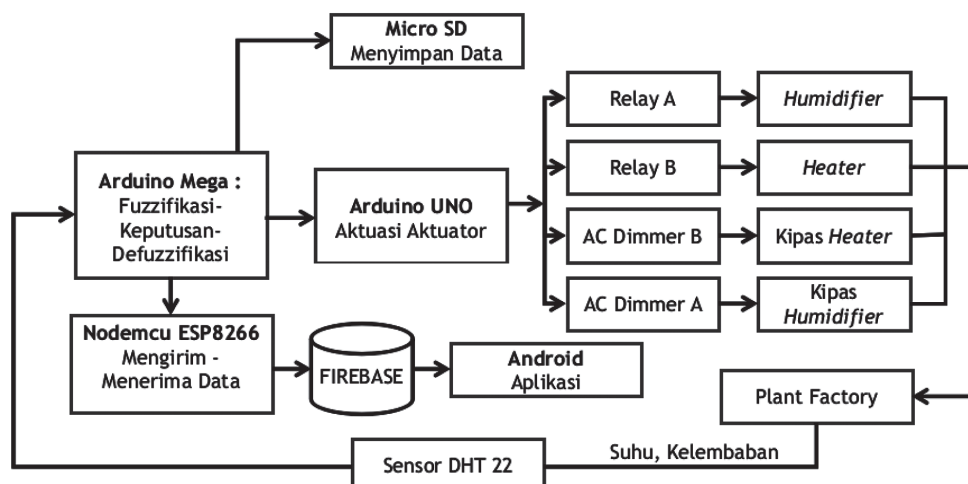 Micro SD
Menyimpan Data
Relay A
Humidifier
Arduino Mega :
Fuzzifikasi-
Keputusan-
Defuzzifikasi
Arduino UNO
Aktuasi Aktuator
Relay B
Heater
AC Dimmer B
Kipas Heater
AC Dimmer A
Kipas
Humidifier
Nodemcu ESP8266
Mengirim -
Menerima Data
FIREBASE
Android
Aplikasi
Plant Factory
Sensor DHT 22
Suhu, Kelembaban